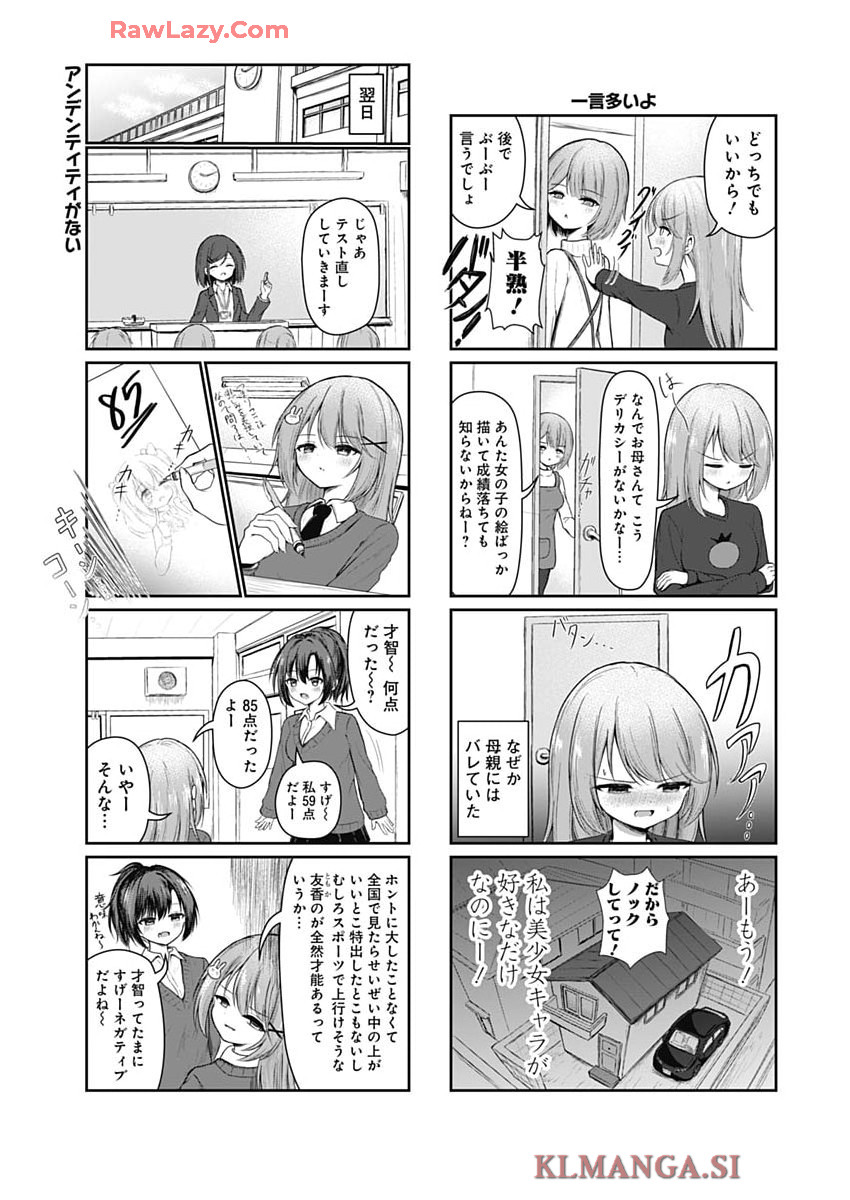 RawLazy.Com
一言多いよ
どっちでも
いいから！
後で
ぶーぶー
言うでしょ
半熟！
バタン！
は
なんでお母さんて こう
デリカシーがないかなー…
ガチャ
あんた女の子の絵ばっか
描いて成績落ちても
知らないからねー？
バタン…
カアァァ…
なぜか
母親には
バレていた
あーもう！
だから
ノック
してって！
私は美少女キャラが
好きなだけ
なのにー！
アンデンティティがない
翌日
じゃあ
テスト直し
していきまーす
85
カキ
カキ
キーン
コーン
才智～ 何点
だった～？
85点だった
よー
すげ～
私59点
だよー
いやー
そんな…
ホントに大したことなくて
全国で見たらせいぜい中の上が
いいとこ特出したとこもないし
むしろスポーツで上行けそうな
友香のが全然才能あるって
ともか
いうか…
意味
わかんねー
才智ってたまに
すげーネガティブ
だよね～
KLMANGA.SI